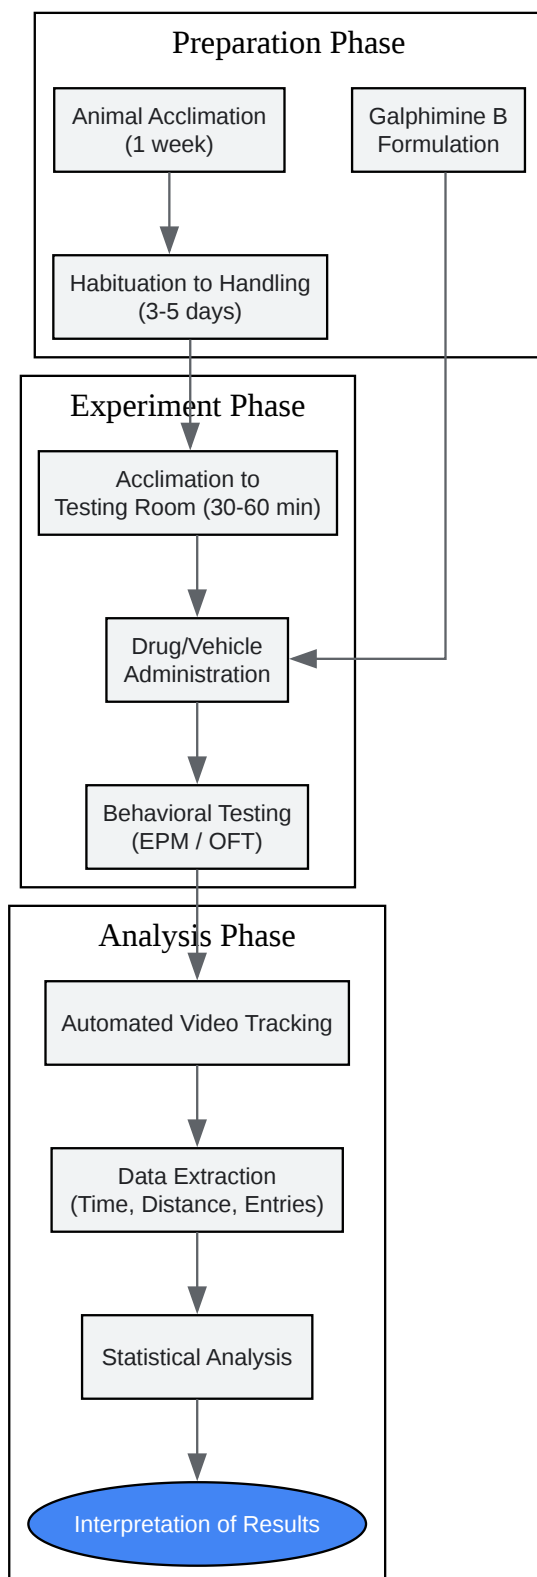 Preparation Phase
Animal Acclimation
(1 week)
Galphimine B
Formulation
Habituation to Handling
(3-5 days)
Experiment Phase
Acclimation to
Testing Room (30-60 min)
Drug/Vehicle
Administration
Behavioral Testing
(EPM / OFT)
Analysis Phase
Automated Video Tracking
Data Extraction
(Time, Distance, Entries)
Statistical Analysis
Interpretation of Results